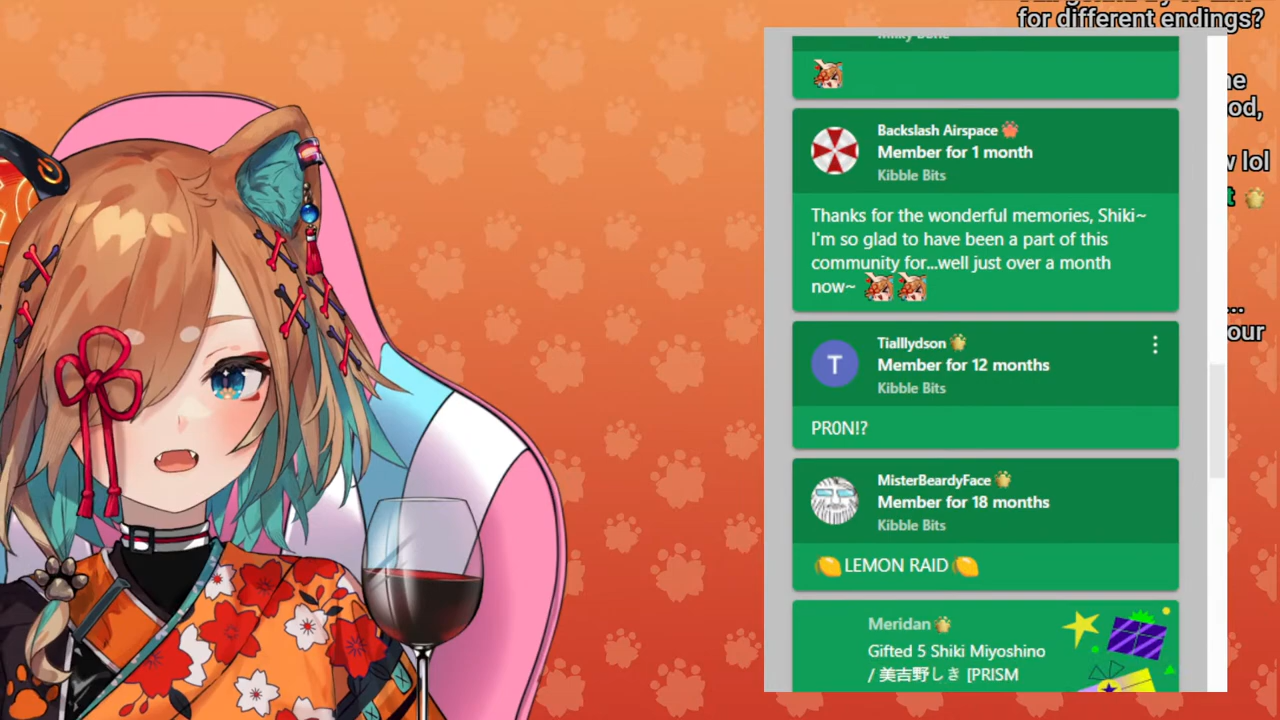 for different endings?
Backslash Airspace
Member for 1 month
Kibble Bits
Thanks for the wonderful memories, Shiki~
I'm so glad to have been a part of this
community for...well just over a month
now~
Tialllydson
T
Member for 12 months
Kibble Bits
PR0N!?
MisterBeardyFace
Member for 18 months
Kibble Bits
LEMON RAID
Meridan
Gifted 5 Shiki Miyoshino
/ 美吉野しき [PRISM
lol